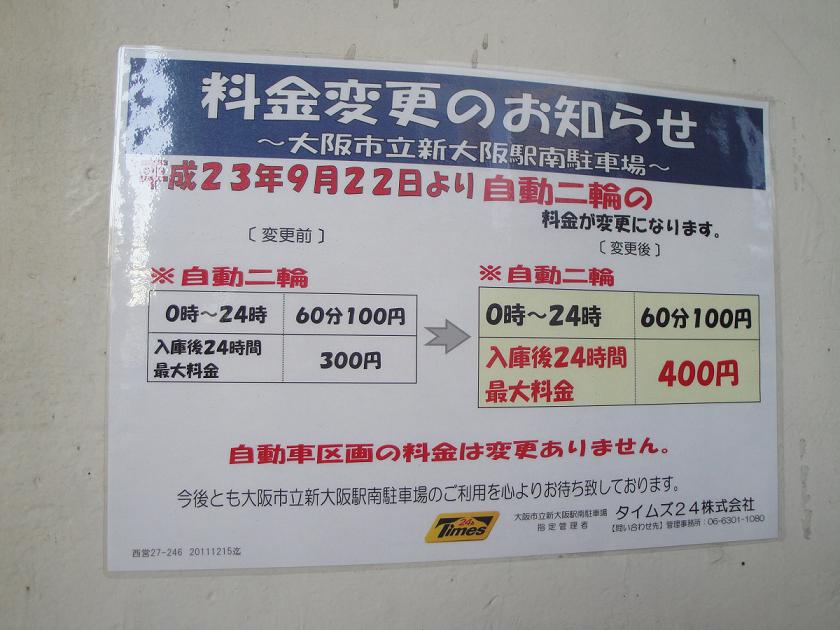 料金変更のお知らせ
～大阪市立新大阪駅南駐車場～
平成23年9月22日より自動二輪の
料金が変更になります。
〔変更前〕
〔変更後〕
※自動二輪
0時～24時 60分100円
入庫後24時間
最大料金
300円
※自動二輪
0時～24時 60分100円
入庫後24時間
最大料金
400円
自動車区画の料金は変更ありません。
今後とも大阪市立新大阪駅南駐車場のご利用を心よりお待ち致しております。
24h
Times
大阪市立新大阪駅南駐車場
指定管理者
タイムズ24株式会社
【問い合わせ先】管理事務所：06-6301-1080
西営27-246 20111215迄